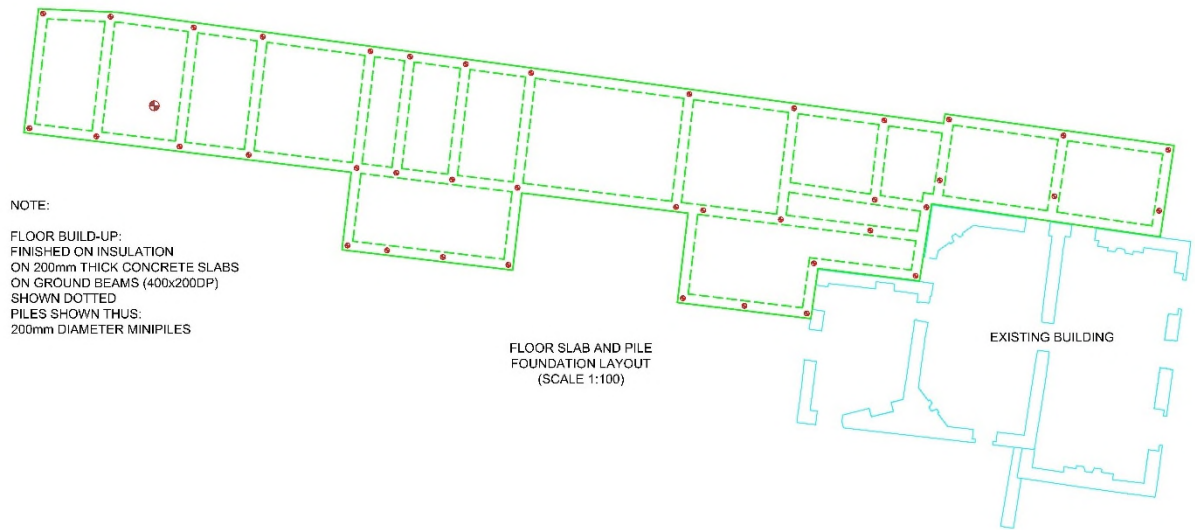 NOTE:
FLOOR BUILD-UP:
FINISHED ON INSULATION
ON 200mm THICK CONCRETE SLABS
ON GROUND BEAMS (400x200DP)
SHOWN DOTTED
PILES SHOWN THUS:
200mm DIAMETER MINIPILES
FLOOR SLAB AND PILE
FOUNDATION LAYOUT
(SCALE 1:100)
EXISTING BUILDING